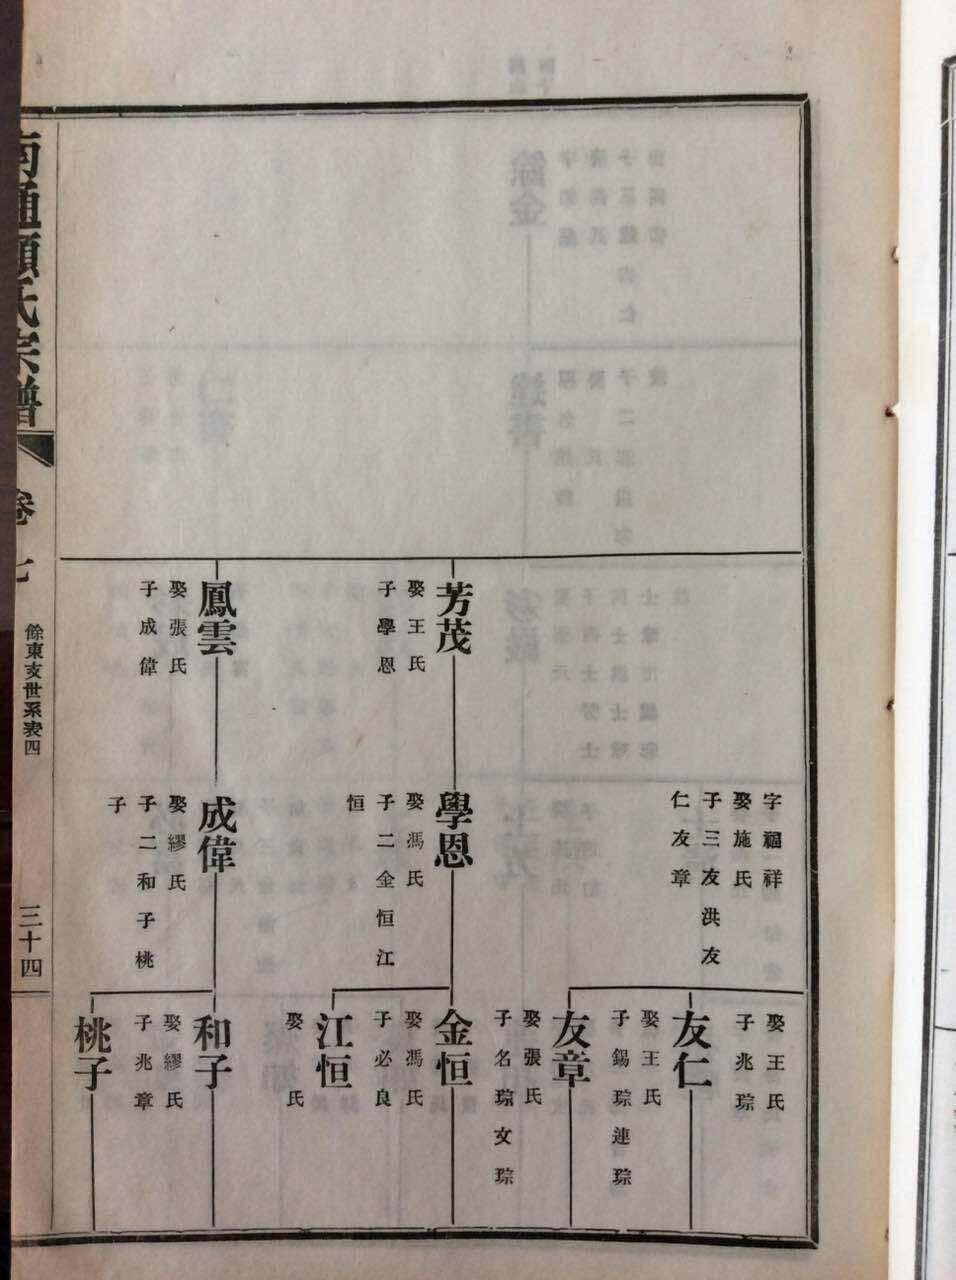 芳茂
娶王氏
子學恩
鳳雲
娶張氏
子成偉
字福祥
娶施氏
子三友洪友
仁友章
學恩
娶馮氏
子二金恒江
恒
成偉
娶繆氏
子二和子桃
子
娶王氏
子兆琮
友仁
娶王氏
子錫琮連琮
友章
娶張氏
子名琮文琮
金恒
娶馮氏
子必良
江恒
娶 氏
和子
娶繆氏
子兆章
桃子
南通顧氏宗譜
卷七
餘東支世系表四
三十四